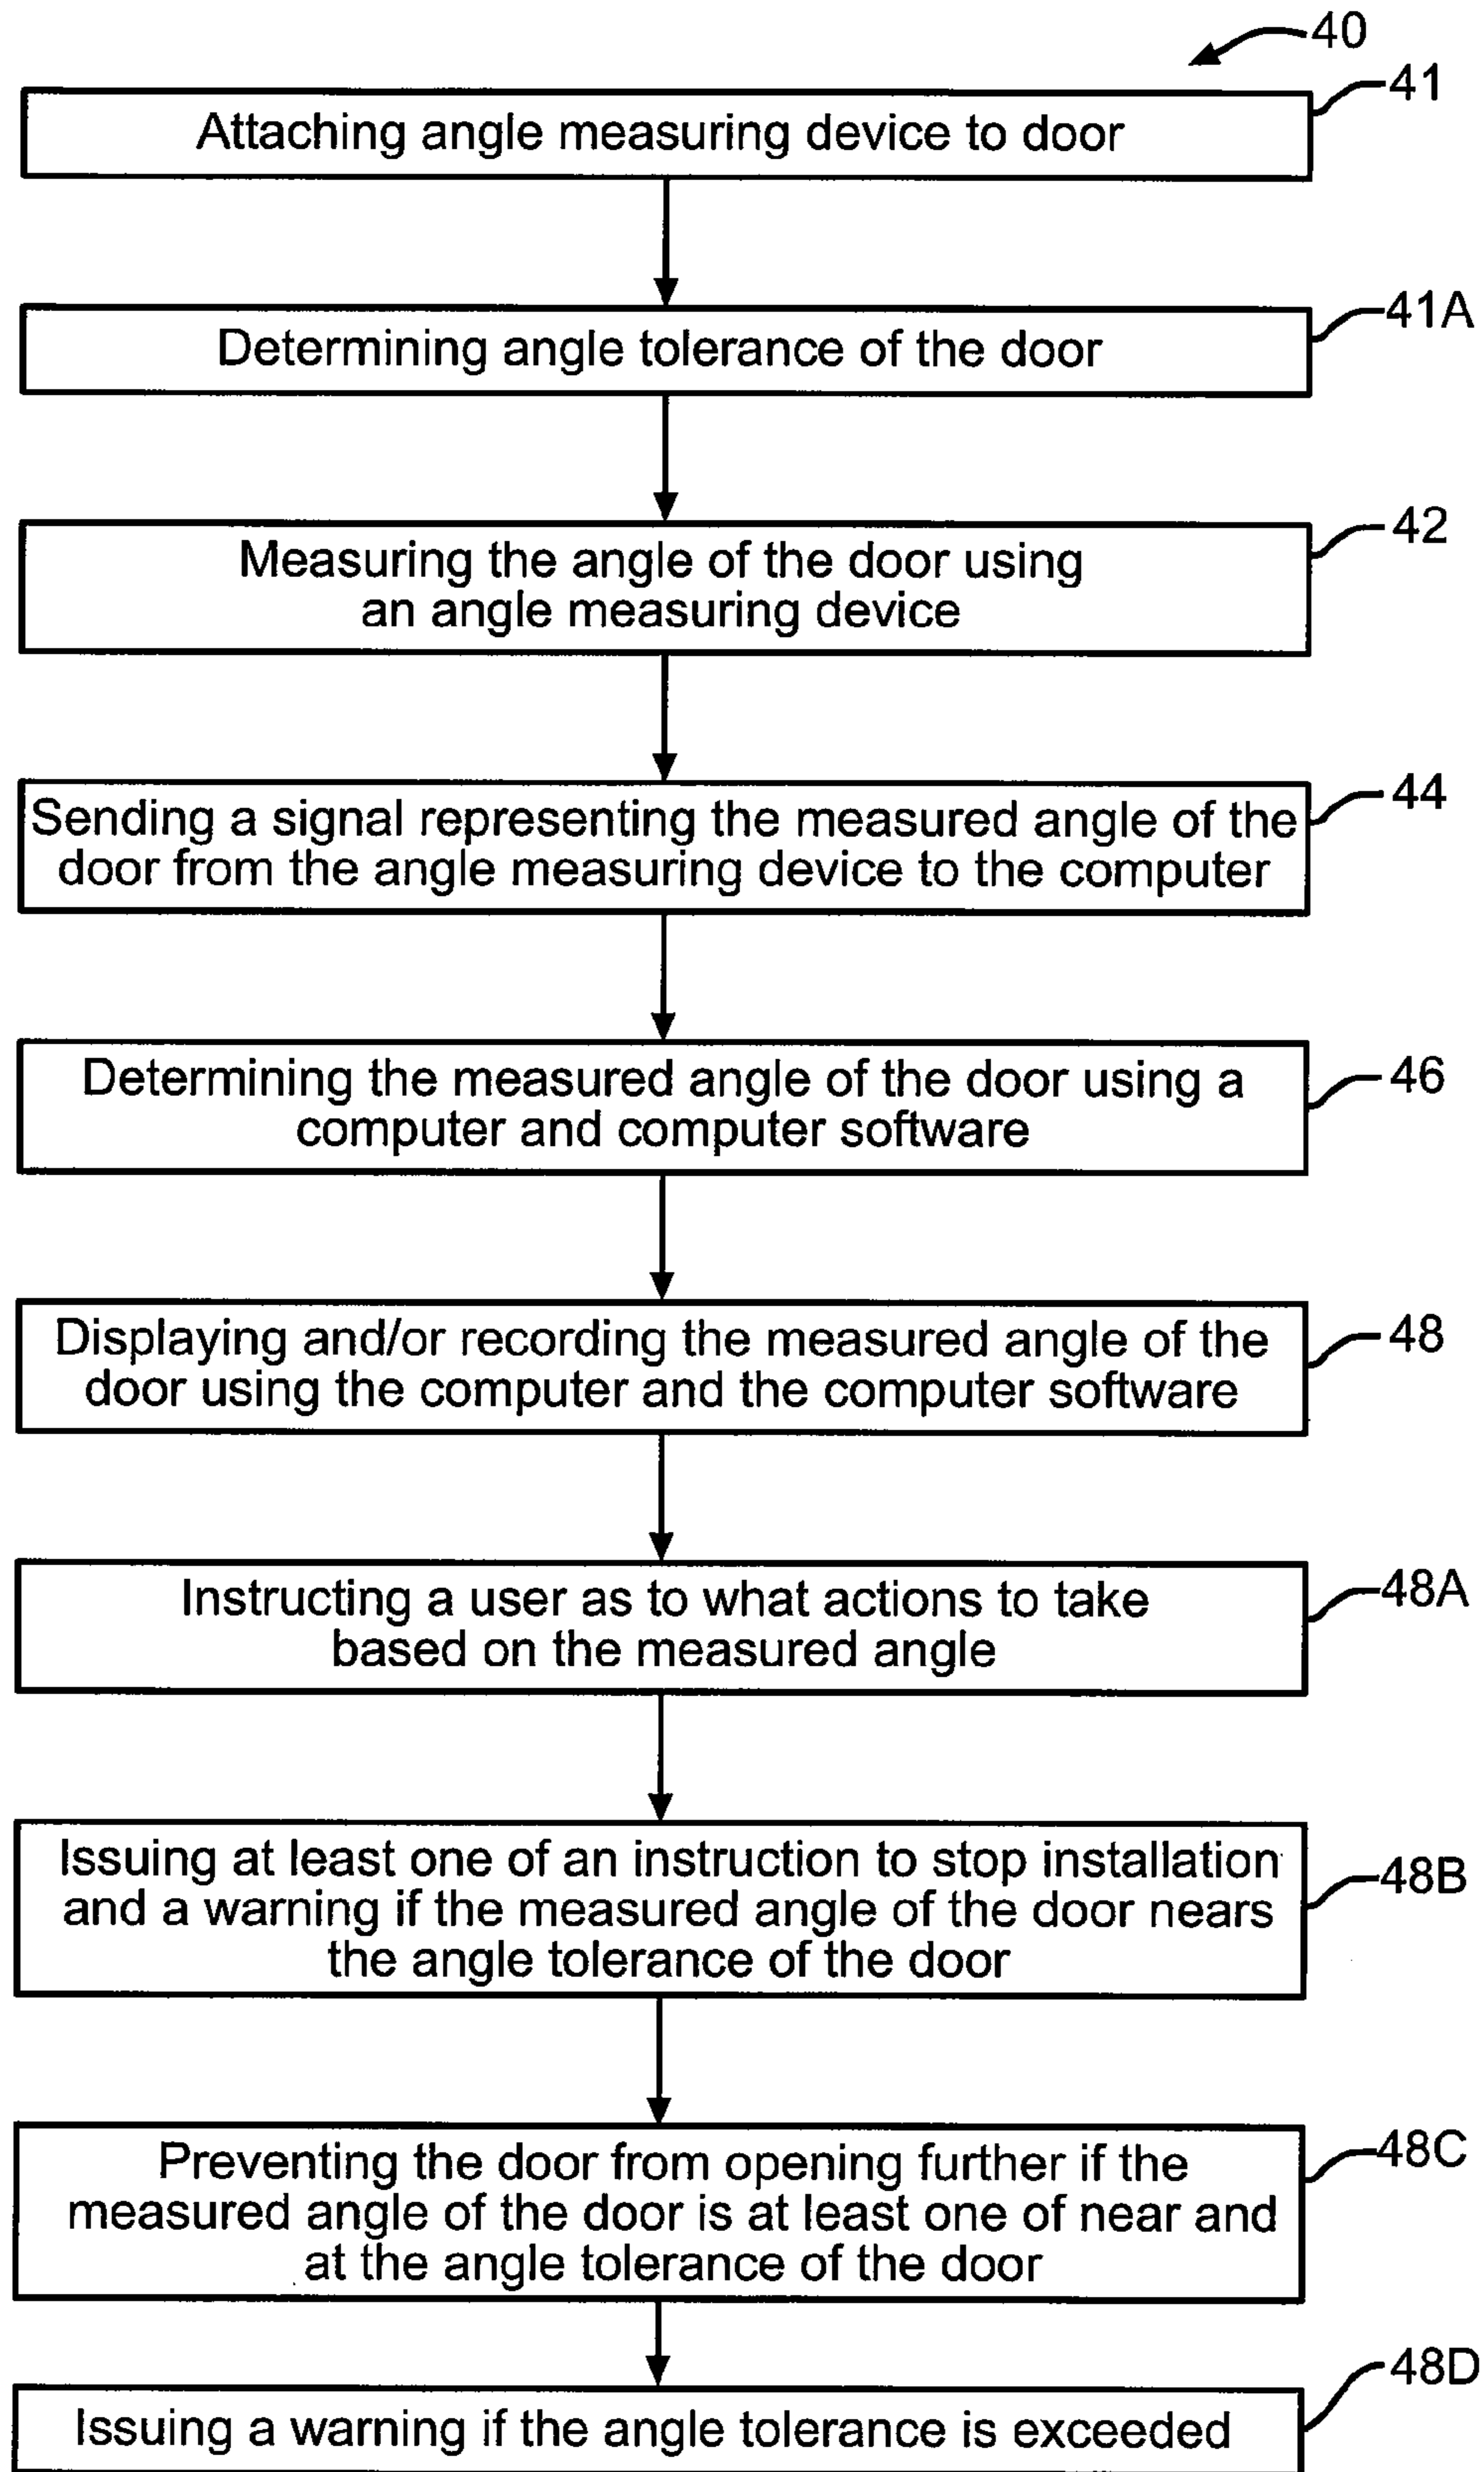 40
41
Attaching angle measuring device to door
41A
Determining angle tolerance of the door
42
Measuring the angle of the door using
an angle measuring device
44
Sending a signal representing the measured angle of the
door from the angle measuring device to the computer
46
Determining the measured angle of the door using a
computer and computer software
48
Displaying and/or recording the measured angle of the
door using the computer and the computer software
48A
Instructing a user as to what actions to take
based on the measured angle
48B
Issuing at least one of an instruction to stop installation
and a warning if the measured angle of the door nears
the angle tolerance of the door
48C
Preventing the door from opening further if the
measured angle of the door is at least one of near and
at the angle tolerance of the door
48D
Issuing a warning if the angle tolerance is exceeded